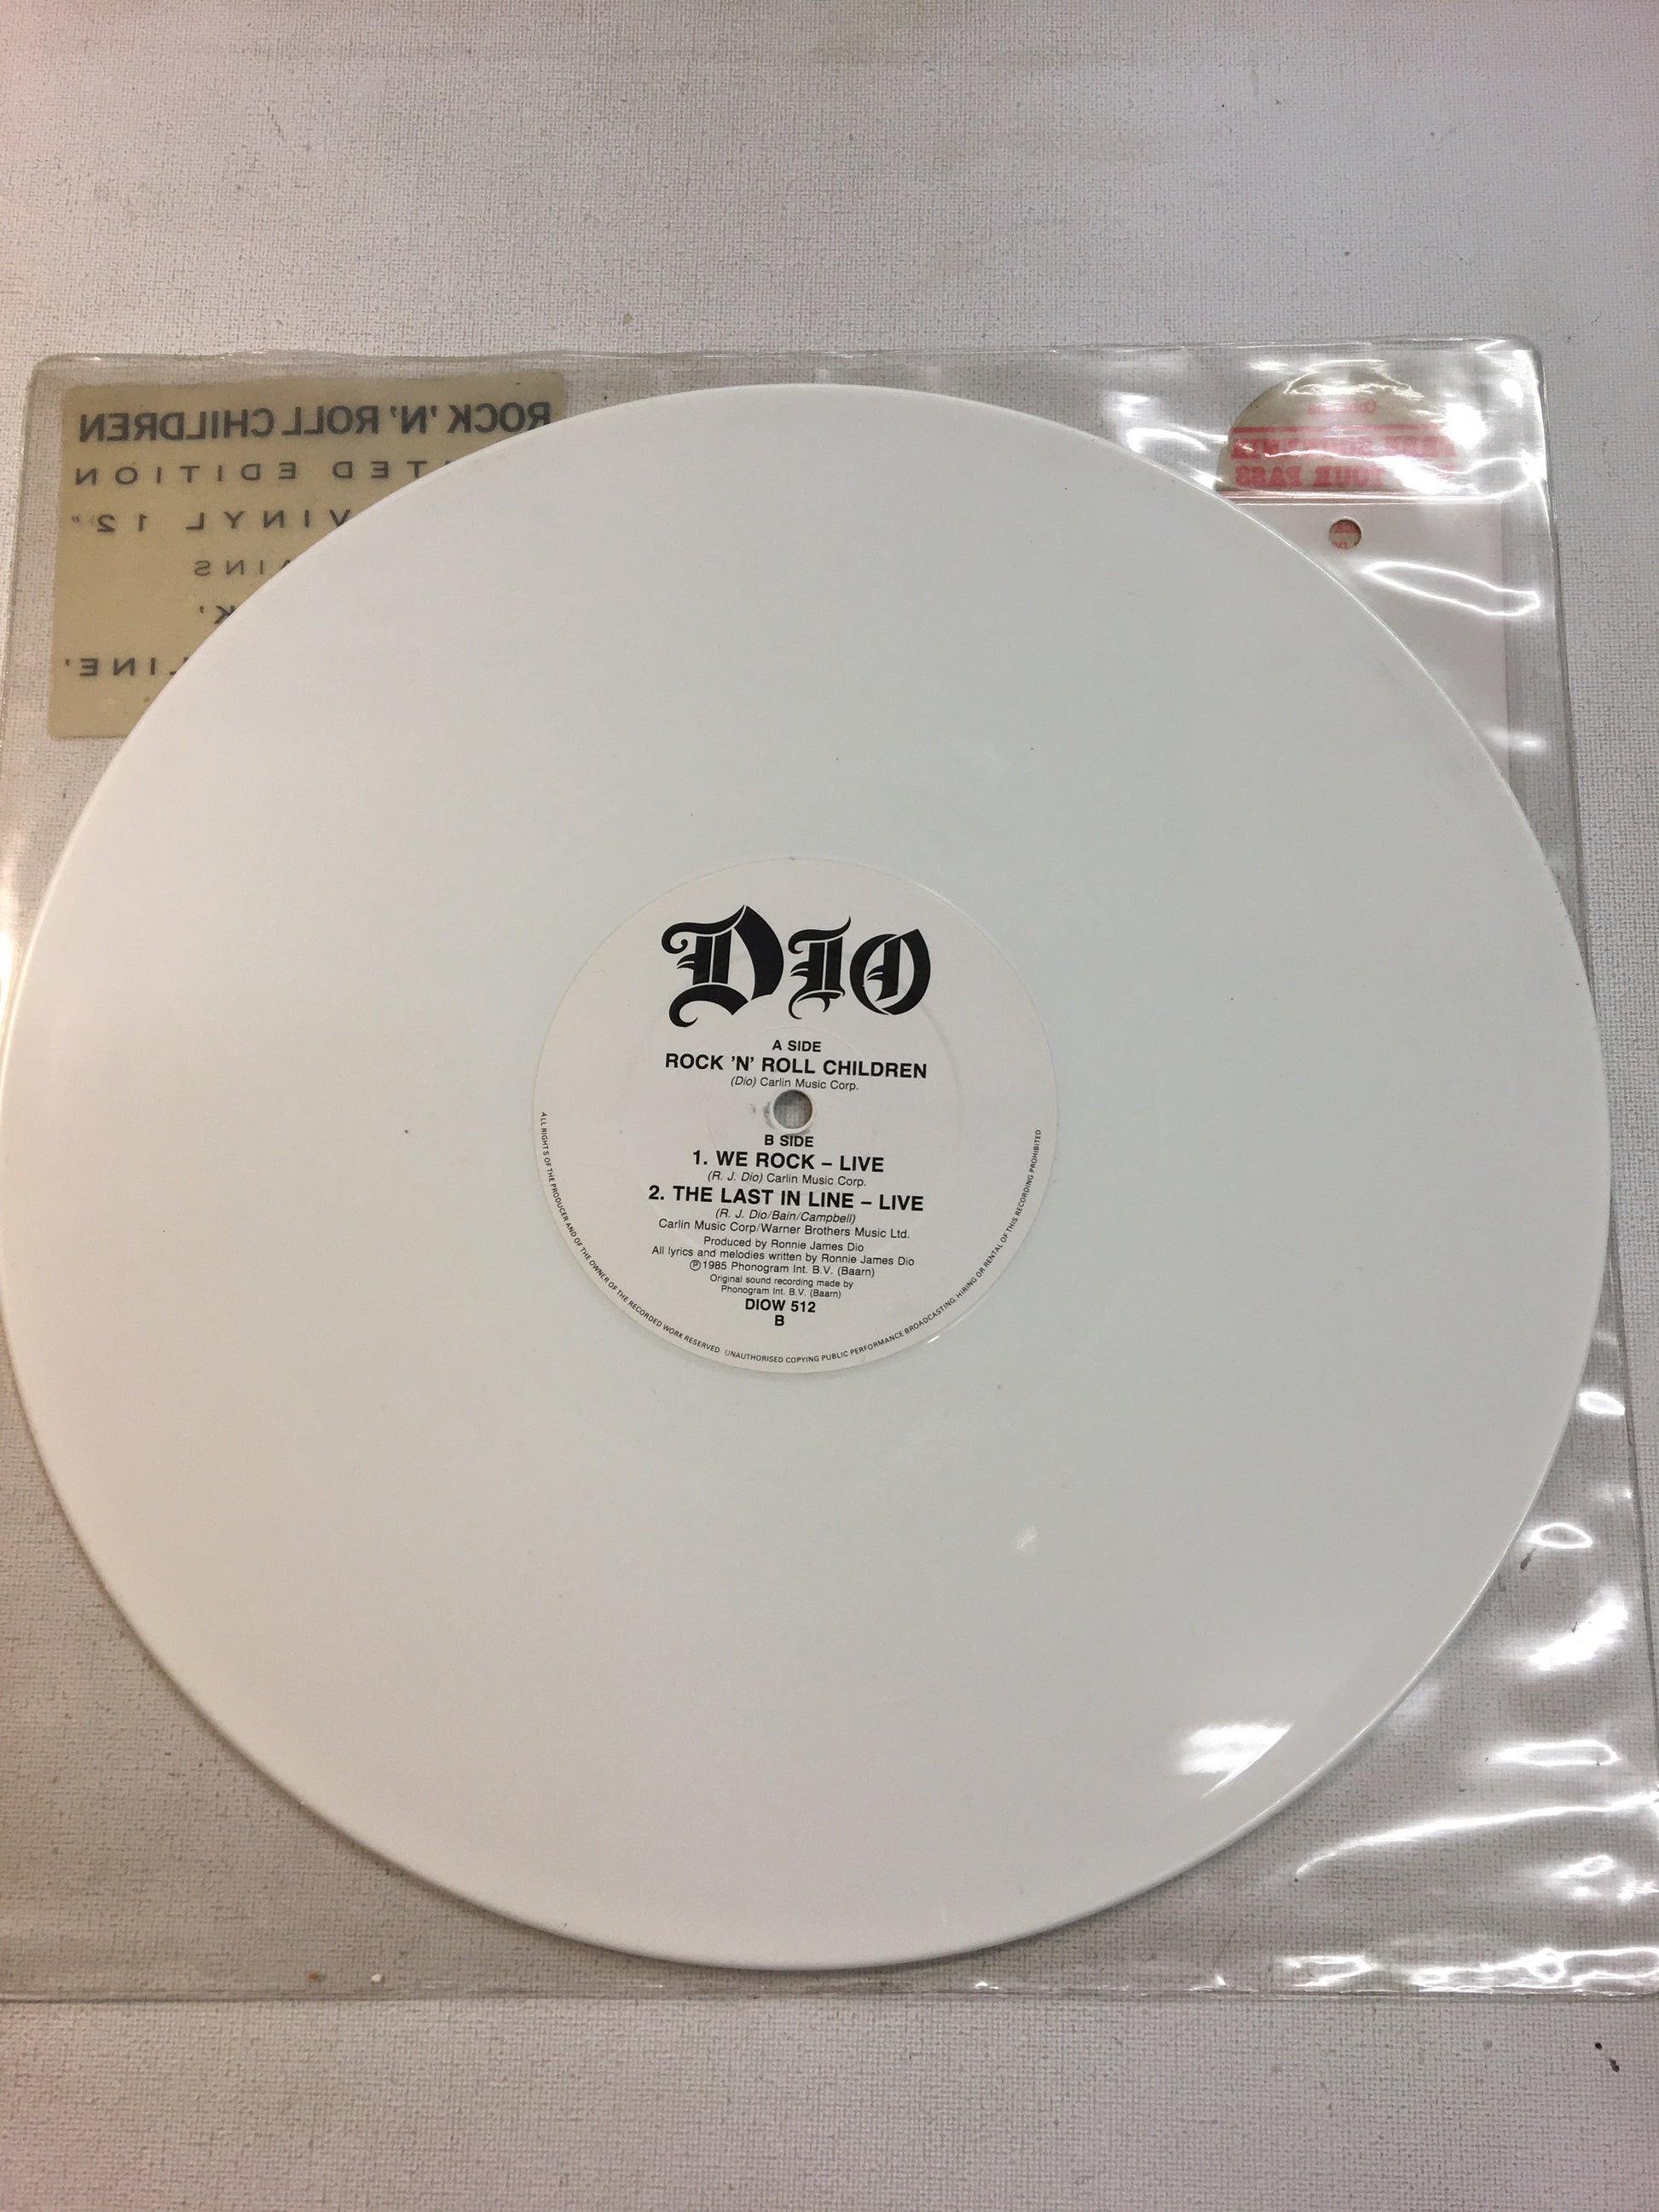 ROCK 'N' ROLL CHILDREN
EDITION
VINYL 12"
LINE'
YOUR PASS
DIO
A SIDE
ROCK 'N' ROLL CHILDREN
(Dio) Carlin Music Corp.
B SIDE
1. WE ROCK – LIVE
(R. J. Dio) Carlin Music Corp.
2. THE LAST IN LINE – LIVE
(R. J. Dio/Bain/Campbell)
Carlin Music Corp/Warner Brothers Music Ltd.
Produced by Ronnie James Dio
All lyrics and melodies written by Ronnie James Dio
Ⓟ1985 Phonogram Int. B.V. (Baarn)
Original sound recording made by
Phonogram Int. B.V. (Baarn)
DIOW 512
B
ALL RIGHTS OF THE PRODUCER AND OF THE OWNER OF THE RECORDED WORK RESERVED UNAUTHORISED COPYING PUBLIC PERFORMANCE BROADCASTING HIRING OR RENTAL OF THIS RECORDING PROHIBITED